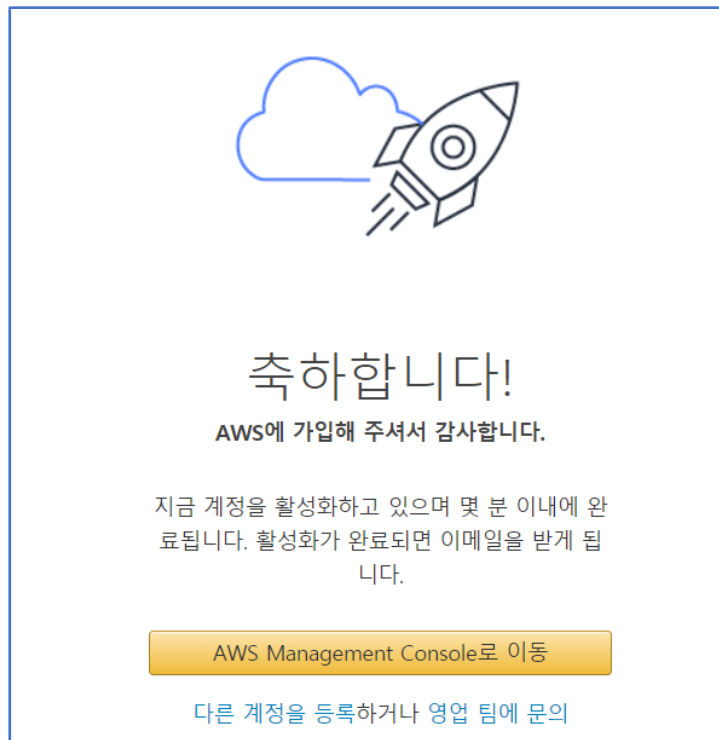 축하합니다!
AWS에 가입해 주셔서 감사합니다.
지금 계정을 활성화하고 있으며 몇 분 이내에 완
료됩니다. 활성화가 완료되면 이메일을 받게 됩
니다.
AWS Management Console로 이동
다른 계정을 등록하거나 영업 팀에 문의